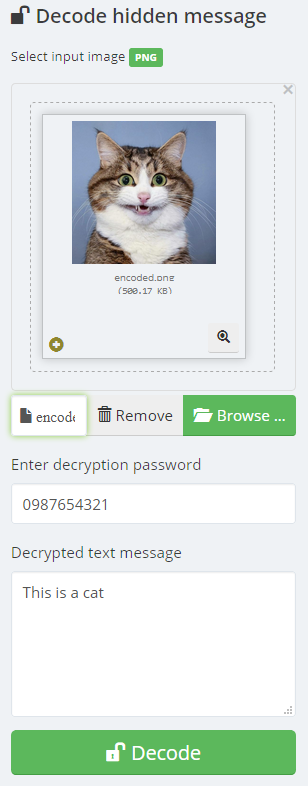 Decode hidden message
Select input image PNG
encoded.png
(500.17 KB)
encode
Remove
Browse ...
Enter decryption password
0987654321
Decrypted text message
This is a cat
Decode